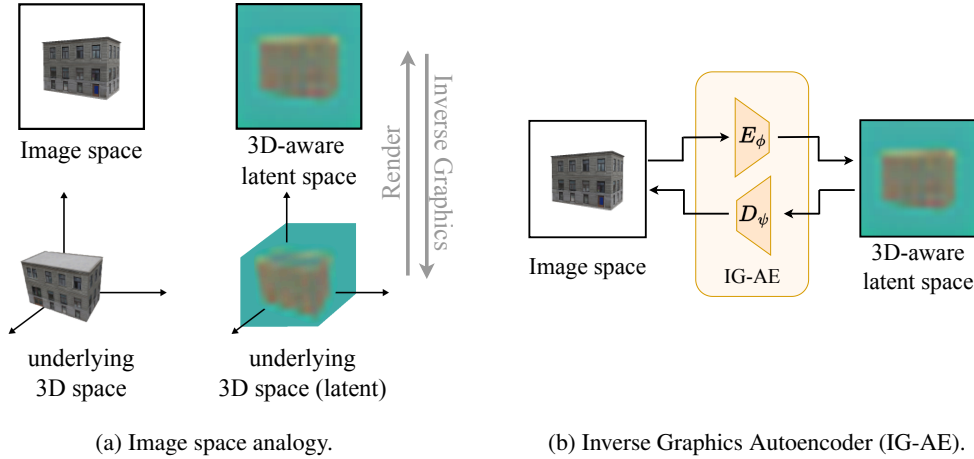 Image space
3D-aware
latent space
Render
Inverse Graphics
underlying
3D space
underlying
3D space (latent)
(a) Image space analogy.
E_ϕ
D_ψ
Image space
IG-AE
3D-aware
latent space
(b) Inverse Graphics Autoencoder (IG-AE).